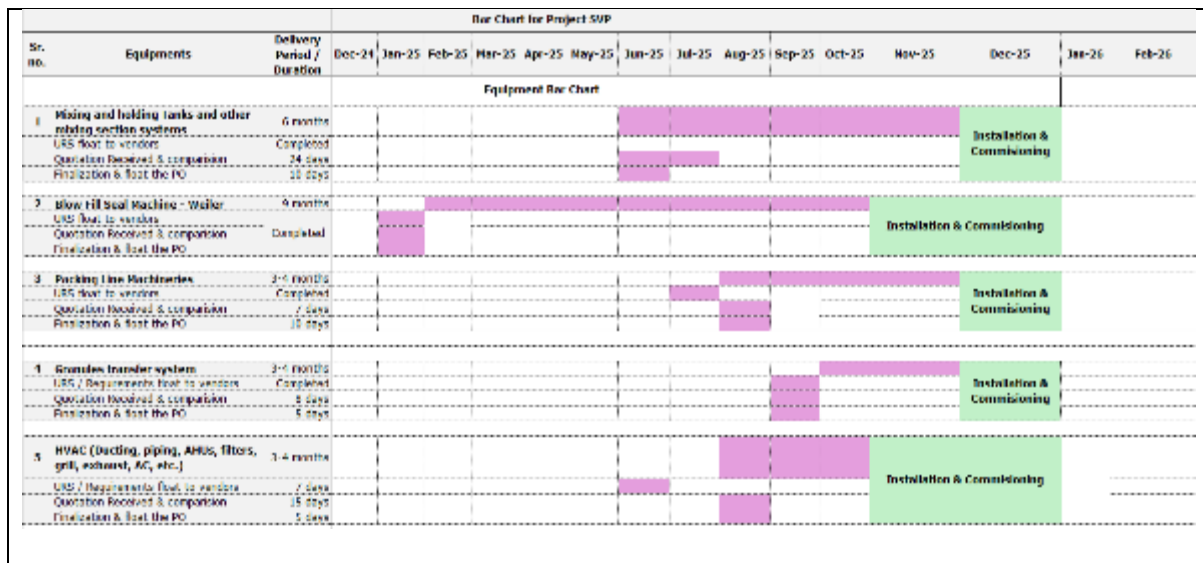 Bar Chart for Project SVP
Sr. no. Equipments Delivery Period / Duration Dec-24 Jan-25 Feb-25 Mar-25 Apr-25 May-25 Jun-25 Jul-25 Aug-25 Sep-25 Oct-25 Nov-25 Dec-25 Jan-26 Feb-26
Equipment Bar Chart
1 Mixing and holding Tanks and other mixing section systems 6 months
Installation & Commisioning
URS float to vendors Completed
Quotation Received & comparision 24 days
Finalization & float the PO 10 days
2 Blow Fill Seal Machine - Weiler 9 months
URS float to vendors
Quotation Received & comparision Completed
Finalization & float the PO
Installation & Commisioning
3 Packing Line Machineries 3-4 months
URS float to vendors Completed
Quotation Received & comparision 7 days
Finalization & float the PO 10 days
Installation & Commisioning
4 Granules transfer system 3-4 months
URS / Requirements float to vendors Completed
Quotation Received & comparision 8 days
Finalization & float the PO 5 days
Installation & Commisioning
5 HVAC (Ducting, piping, AHUs, filters, grill, exhaust, AC, etc.) 3-4 months
URS / Requirements float to vendors 7 days
Quotation Received & comparision 15 days
Finalization & float the PO 5 days
Installation & Commisioning